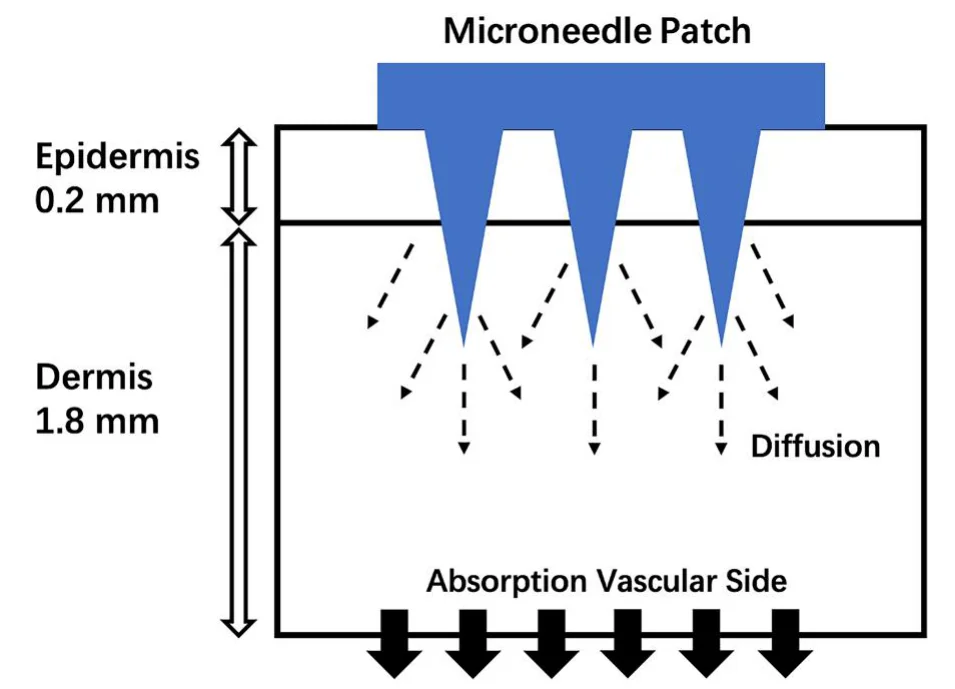 Microneedle Patch
Epidermis
0.2 mm
Dermis
1.8 mm
Diffusion
Absorption Vascular Side